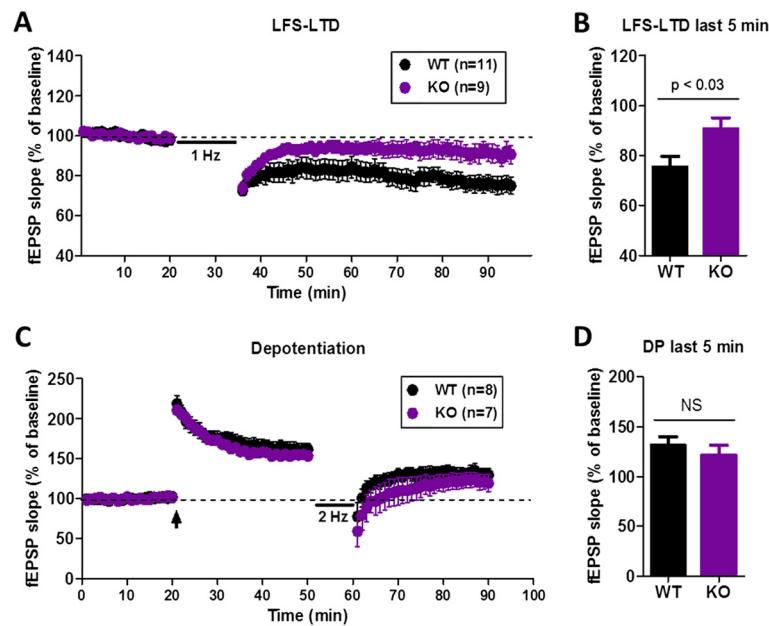 A
LFS-LTD
fEPSP slope (% of baseline)
140
120
100
80
60
40
WT (n=11)
KO (n=9)
1 Hz
10 20 30 40 50 60 70 80 90
Time (min)
B
LFS-LTD last 5 min
fEPSP slope (% of baseline)
120
100
80
60
40
p < 0.03
WT KO
C
Depotentiation
fEPSP slope (% of baseline)
250
200
150
100
50
0
WT (n=8)
KO (n=7)
2 Hz
0 10 20 30 40 50 60 70 80 90 100
Time (min)
D
DP last 5 min
fEPSP slope (% of baseline)
200
150
100
50
0
NS
WT KO